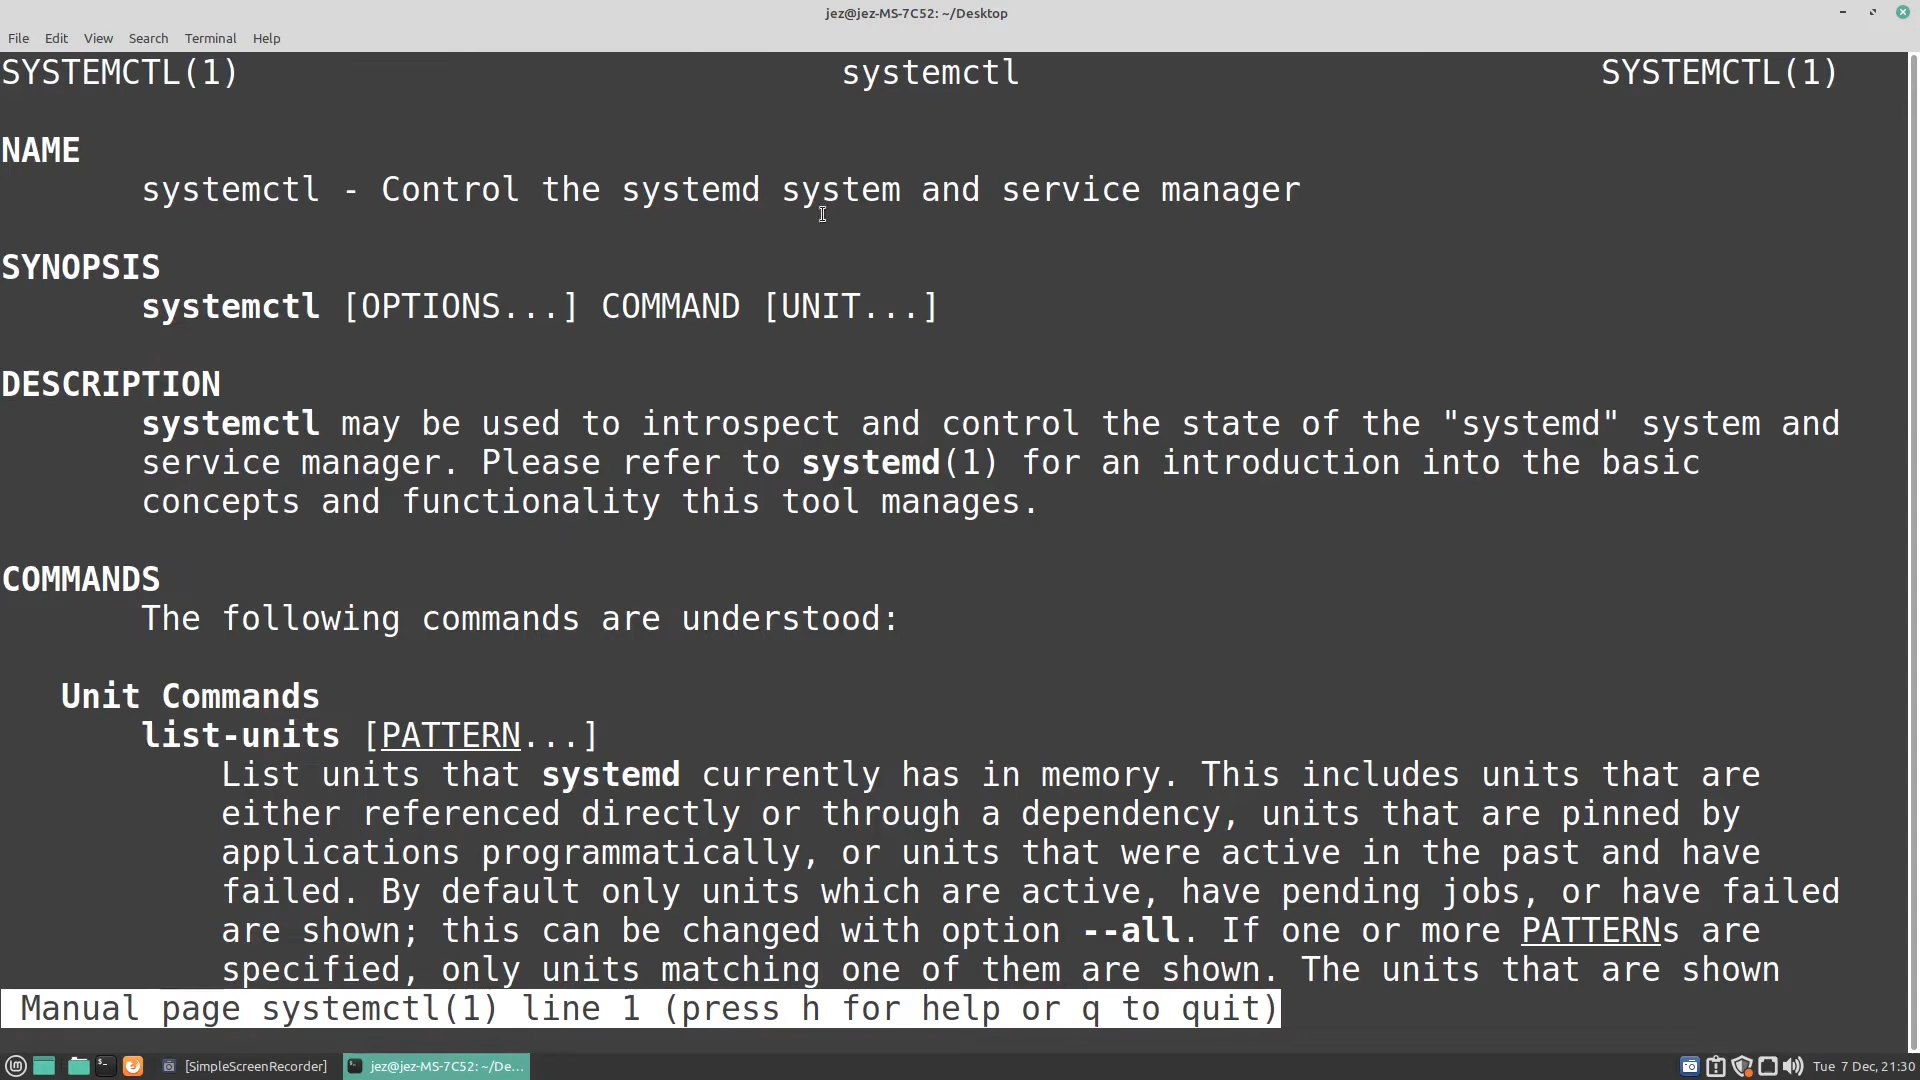 jez@jez-MS-7C52: ~/Desktop
File Edit View Search Terminal Help
SYSTEMCTL(1) systemctl SYSTEMCTL(1)
NAME
systemctl - Control the systemd system and service manager
SYNOPSIS
systemctl [OPTIONS...] COMMAND [UNIT...]
DESCRIPTION
systemctl may be used to introspect and control the state of the "systemd" system and
service manager. Please refer to systemd(1) for an introduction into the basic
concepts and functionality this tool manages.
COMMANDS
The following commands are understood:
Unit Commands
list-units [PATTERN...]
List units that systemd currently has in memory. This includes units that are
either referenced directly or through a dependency, units that are pinned by
applications programmatically, or units that were active in the past and have
failed. By default only units which are active, have pending jobs, or have failed
are shown; this can be changed with option --all. If one or more PATTERNs are
specified, only units matching one of them are shown. The units that are shown
Manual page systemctl(1) line 1 (press h for help or q to quit)
[SimpleScreenRecorder] jez@jez-MS-7C52: ~/De... Tue 7 Dec, 21:30